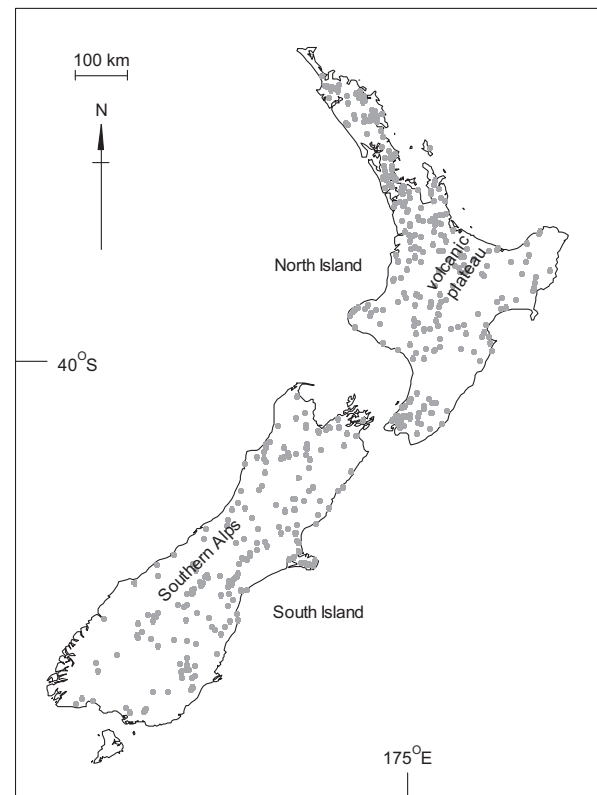 100 km
N
North Island
volcanic
plateau
40°S
Southern Alps
South Island
175°E